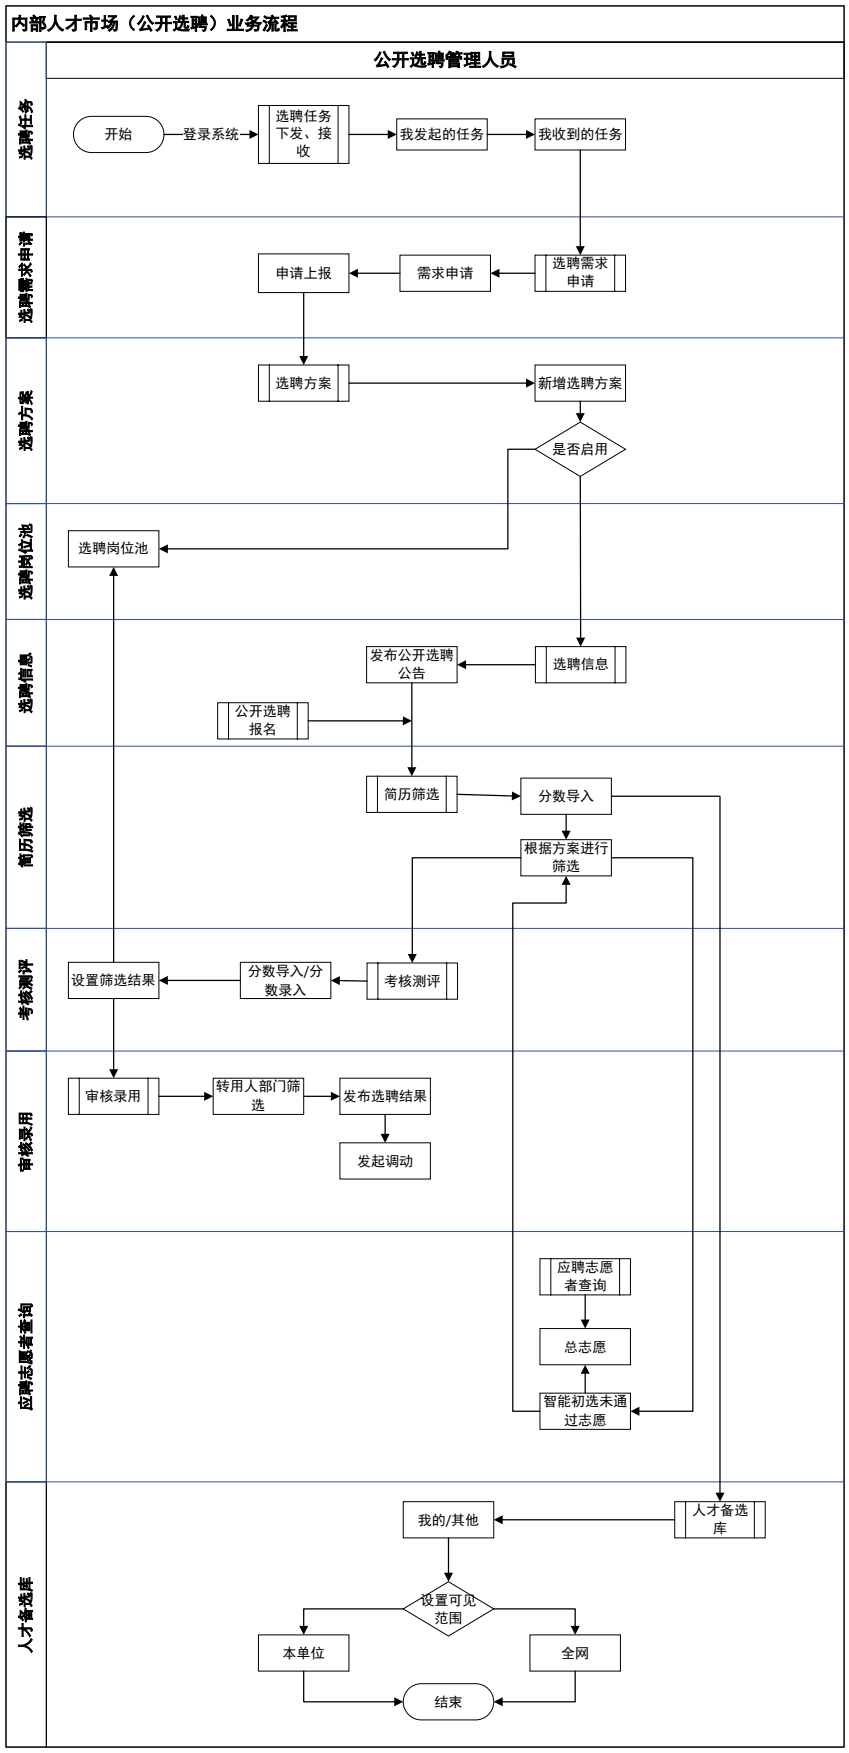 内部人才市场（公开选聘）业务流程
公开选聘管理人员
选聘任务
开始
登录系统
选聘任务
下发、接
收
我发起的任务
我收到的任务
选聘需求申请
申请上报
需求申请
选聘需求
申请
选聘方案
选聘方案
新增选聘方案
是否启用
选聘岗位池
选聘岗位池
选聘信息
发布公开选聘
公告
选聘信息
公开选聘
报名
简历筛选
简历筛选
分数导入
根据方案进行
筛选
考核测评
设置筛选结果
分数导入/分
数录入
考核测评
审核录用
审核录用
转用人部门筛
选
发布选聘结果
发起调动
应聘志愿者查询
应聘志愿
者查询
总志愿
智能初选未通
过志愿
人才备选库
我的/其他
人才备选
库
设置可见
范围
本单位
全网
结束